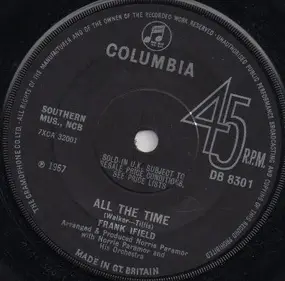 THE GRAMOPHONE CO. LTD. · ALL RIGHTS OF THE MANUFACTURER AND OF THE OWNER OF THE RECORDED WORK RESERVED · UNAUTHORISED PUBLIC PERFORMANCE BROADCASTING AND COPYING OF THIS RECORD PROHIBITED
COLUMBIA
SOUTHERN
MUS., NCB
7XCA 32001
℗ 1967
45 R.P.M.
DB 8301
SOLD IN U.K. SUBJECT TO
RESALE PRICE CONDITIONS,
SEE PRICE LISTS
ALL THE TIME
(Walker—Tillis)
FRANK IFIELD
Arranged & Produced Norrie Paramor
with Norrie Paramor and
His Orchestra
MADE IN GT. BRITAIN